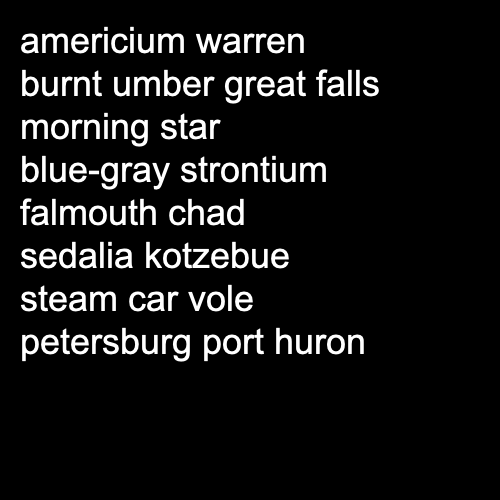 americium warren
burnt umber great falls
morning star
blue-gray strontium
falmouth chad
sedalia kotzebue
steam car vole
petersburg port huron